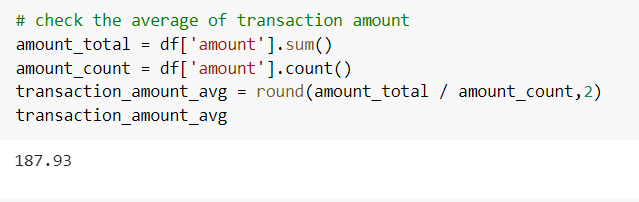 # check the average of transaction amount
amount_total = df['amount'].sum()
amount_count = df['amount'].count()
transaction_amount_avg = round(amount_total / amount_count,2)
transaction_amount_avg
187.93